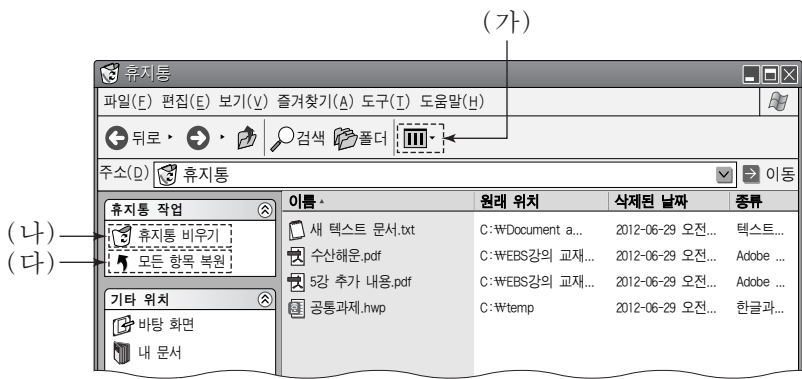 (가)
휴지통
파일(F) 편집(E) 보기(V) 즐겨찾기(A) 도구(T) 도움말(H)
뒤로 검색 폴더
주소(D) 휴지통 이동
휴지통 작업
(나) 휴지통 비우기
(다) 모든 항목 복원
기타 위치
바탕 화면
내 문서
이름 원래 위치 삭제된 날짜 종류
새 텍스트 문서.txt C:₩Document a... 2012-06-29 오전... 텍스트...
수산해운.pdf C:₩EBS강의 교재... 2012-06-29 오전... Adobe ...
5강 추가 내용.pdf C:₩EBS강의 교재... 2012-06-29 오전... Adobe ...
공통과제.hwp C:₩temp 2012-06-29 오전... 한글과...